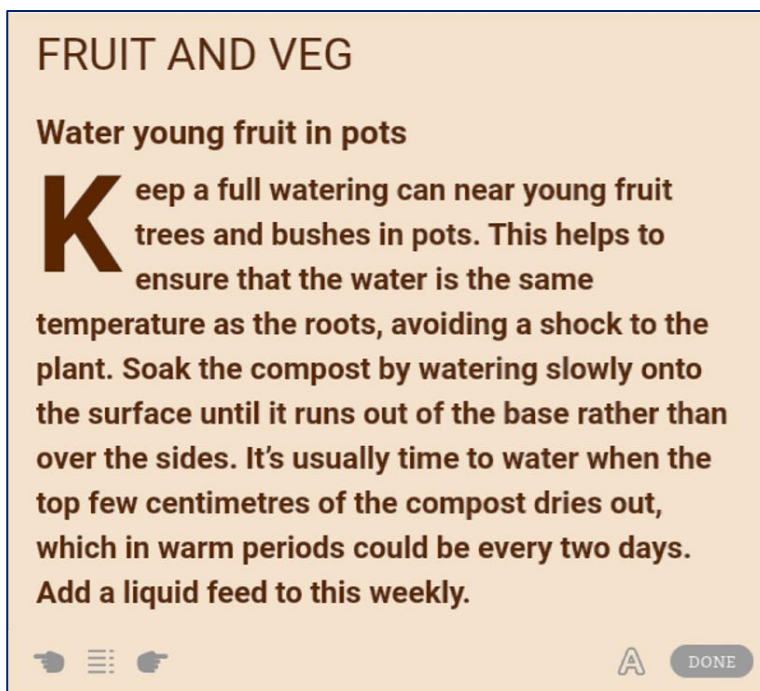 FRUIT AND VEG
Water young fruit in pots
Keep a full watering can near young fruit
trees and bushes in pots. This helps to
ensure that the water is the same
temperature as the roots, avoiding a shock to the
plant. Soak the compost by watering slowly onto
the surface until it runs out of the base rather than
over the sides. It’s usually time to water when the
top few centimetres of the compost dries out,
which in warm periods could be every two days.
Add a liquid feed to this weekly.
A DONE